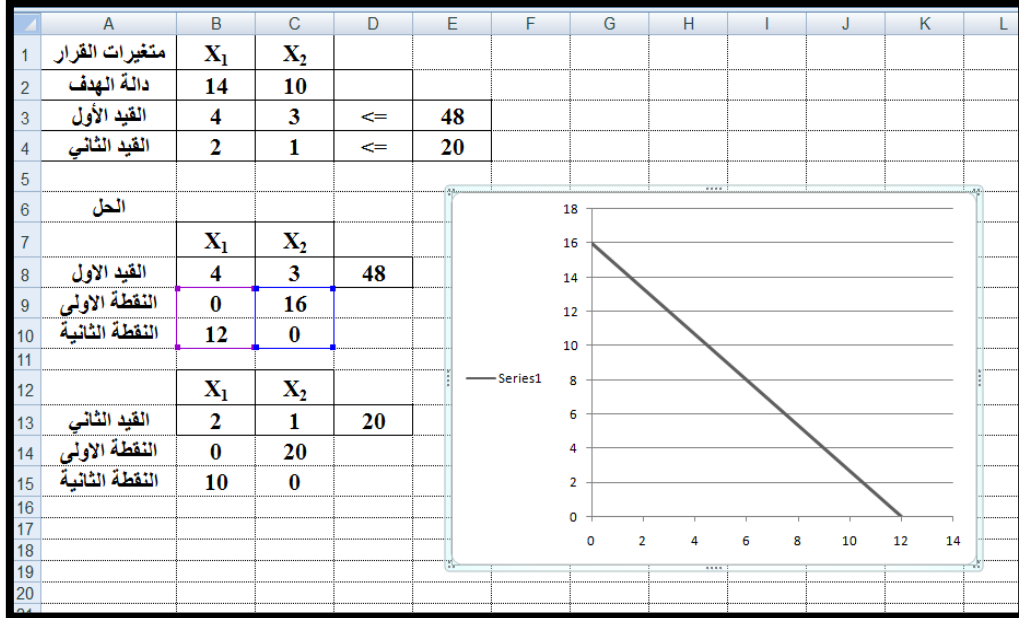 A B C D E F G H I J K L
1 متغيرات القرار X₁ X₂
2 دالة الهدف 14 10
3 القيد الأول 4 3 <= 48
4 القيد الثاني 2 1 <= 20
5
6 الحل
7 X₁ X₂
8 القيد الاول 4 3 48
9 النقطة الاولى 0 16
10 النقطة الثانية 12 0
11
12 X₁ X₂
13 القيد الثاني 2 1 20
14 النقطة الاولى 0 20
15 النقطة الثانية 10 0
16
17
18
19
20
18
16
14
12
10
Series1 8
6
4
2
0
0 2 4 6 8 10 12 14